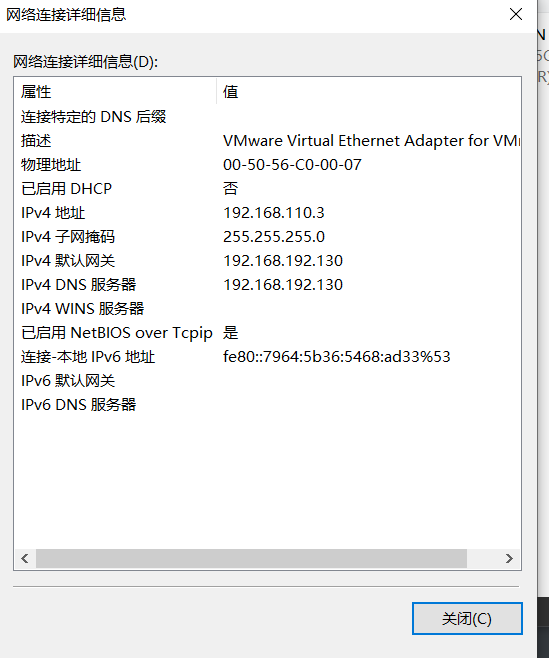 网络连接详细信息
网络连接详细信息(D):
属性 值
连接特定的 DNS 后缀
描述 VMware Virtual Ethernet Adapter for VM
物理地址 00-50-56-C0-00-07
已启用 DHCP 否
IPv4 地址 192.168.110.3
IPv4 子网掩码 255.255.255.0
IPv4 默认网关 192.168.192.130
IPv4 DNS 服务器 192.168.192.130
IPv4 WINS 服务器
已启用 NetBIOS over Tcpip 是
连接-本地 IPv6 地址 fe80::7964:5b36:5468:ad33%53
IPv6 默认网关
IPv6 DNS 服务器
关闭(C)